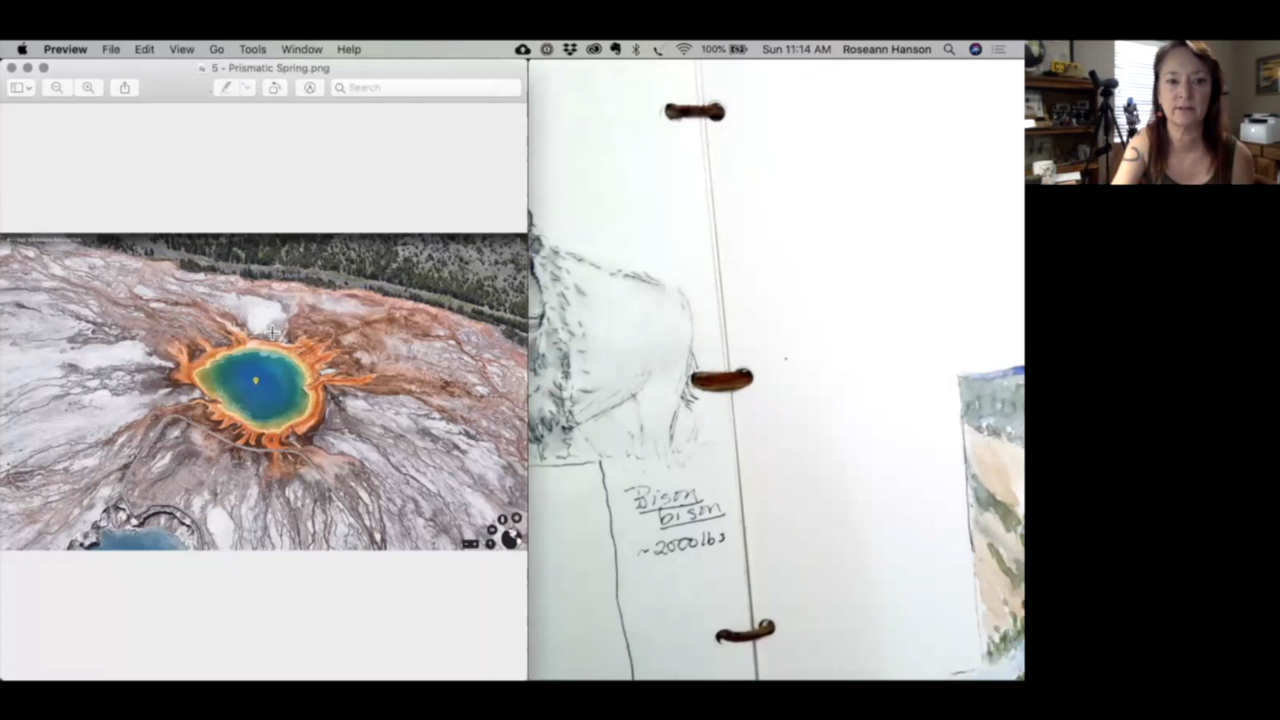 Preview File Edit View Go Tools Window Help
100% Sun 11:14 AM Roseann Hanson
5 - Prismatic Spring.png
Search
Bison
bison
~2000 lbs